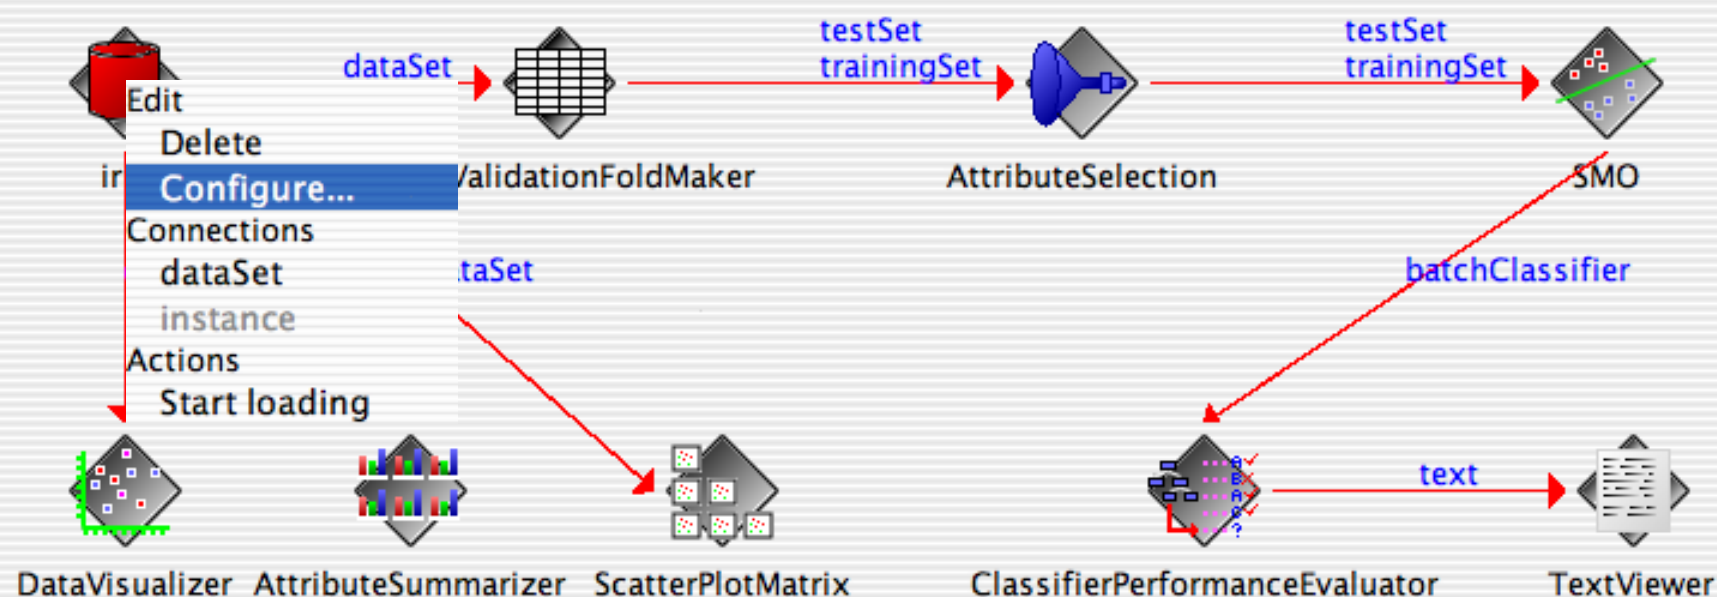 testSet
trainingSet
testSet
trainingSet
dataSet
Edit
Delete
Configure...
Connections
dataSet
instance
Actions
Start loading
ir
ValidationFoldMaker
AttributeSelection
SMO
taSet
batchClassifier
text
DataVisualizer
AttributeSummarizer
ScatterPlotMatrix
ClassifierPerformanceEvaluator
TextViewer